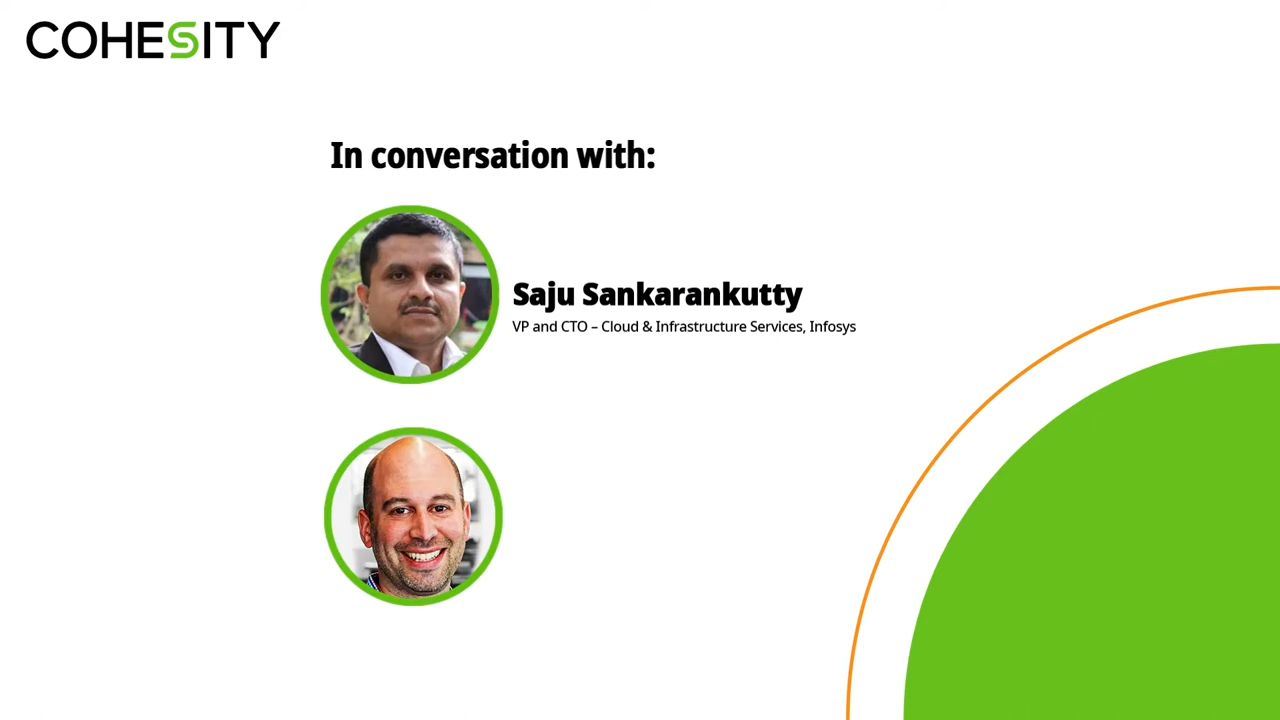 COHESITY
In conversation with:
Saju Sankarankutty
VP and CTO – Cloud & Infrastructure Services, Infosys